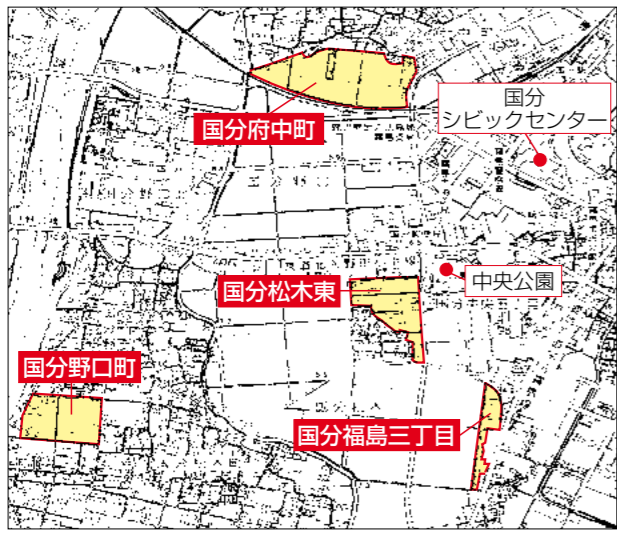 国分府中町
国分
シビックセンター
国分松木東
中央公園
国分野口町
国分福島三丁目